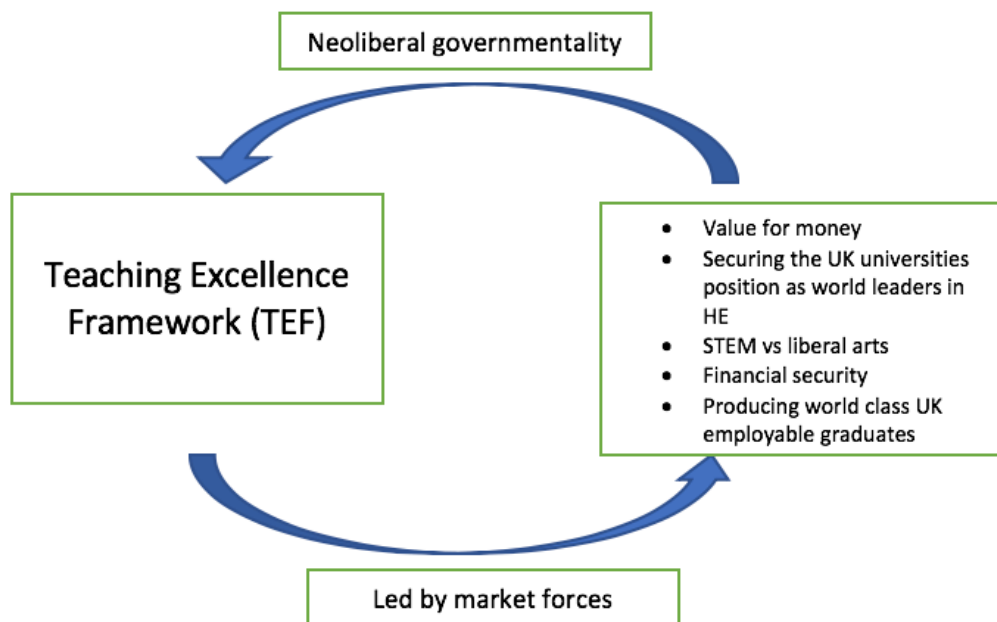 Neoliberal governmentality
Teaching Excellence
Framework (TEF)
• Value for money
• Securing the UK universities
position as world leaders in
HE
• STEM vs liberal arts
• Financial security
• Producing world class UK
employable graduates
Led by market forces